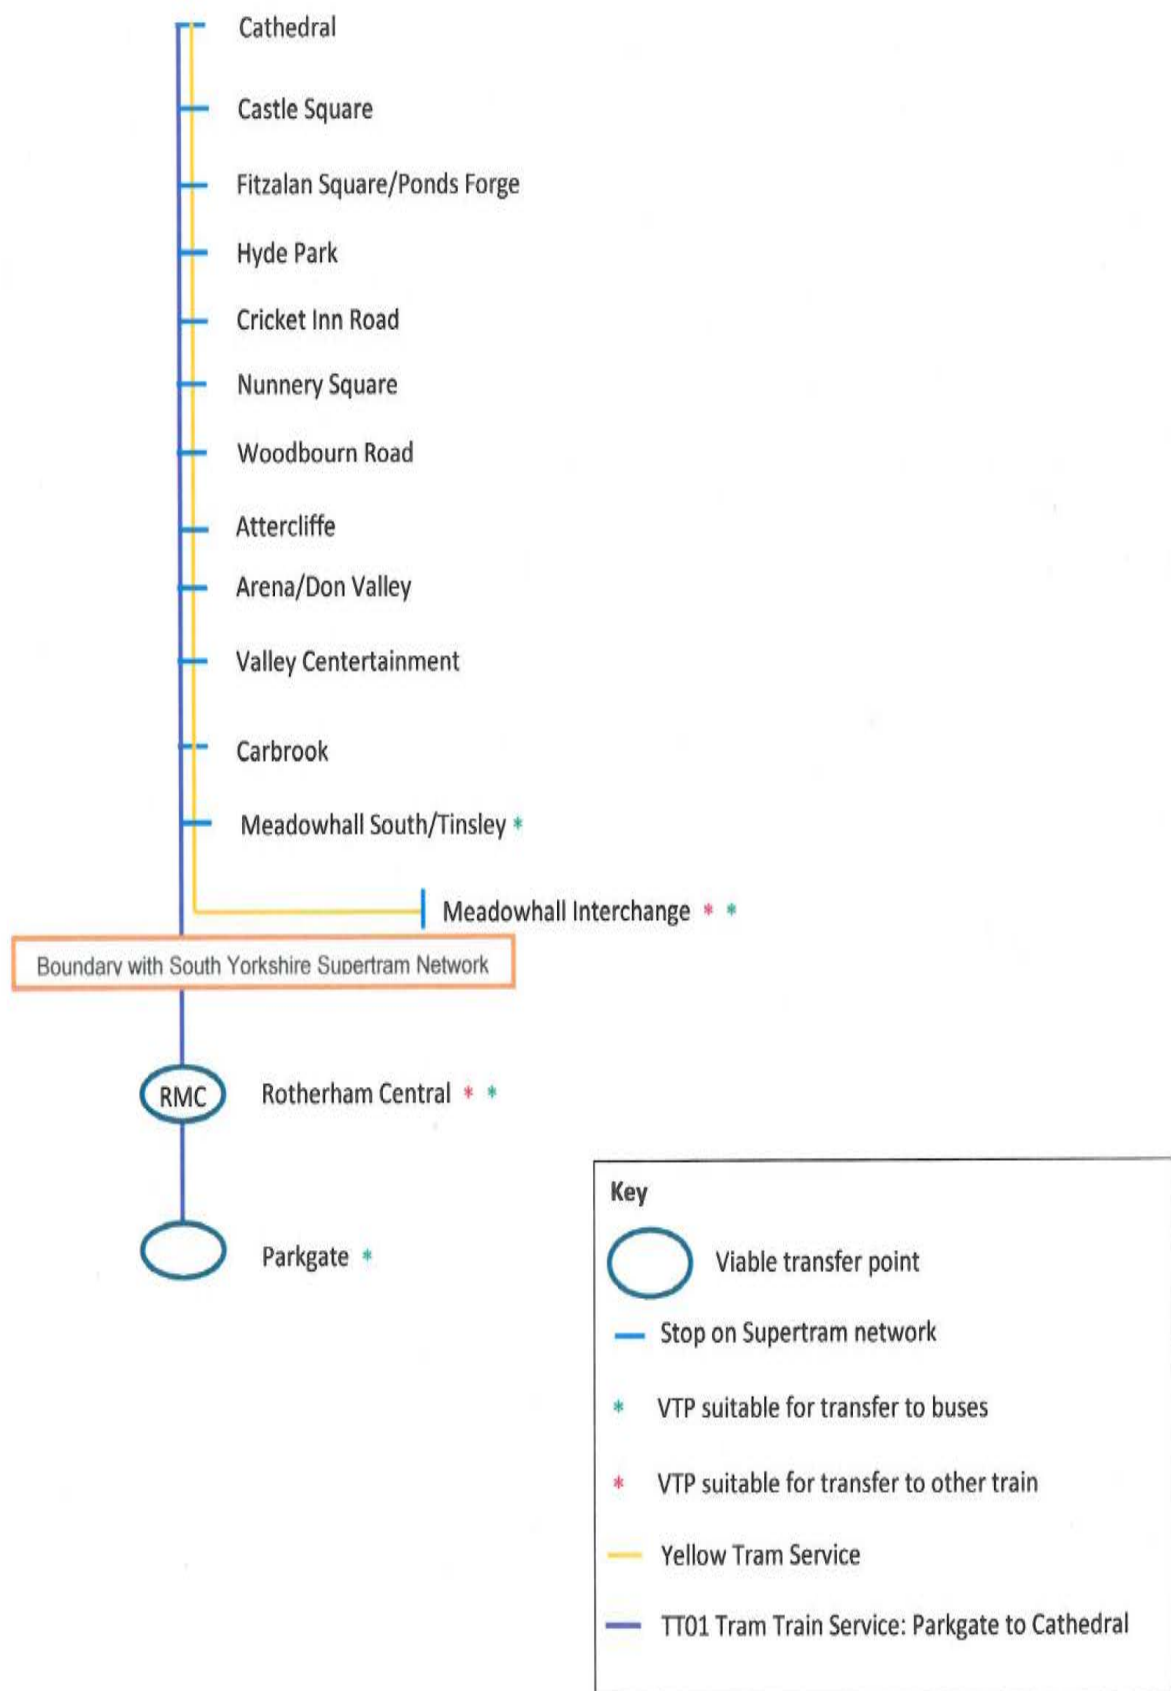 Cathedral
Castle Square
Fitzalan Square/Ponds Forge
Hyde Park
Cricket Inn Road
Nunnery Square
Woodbourn Road
Attercliffe
Arena/Don Valley
Valley Centertainment
Carbrook
Meadowhall South/Tinsley *
Meadowhall Interchange * *
Boundary with South Yorkshire Supertram Network
RMC Rotherham Central * *
Parkgate *
Key
Viable transfer point
Stop on Supertram network
* VTP suitable for transfer to buses
* VTP suitable for transfer to other train
Yellow Tram Service
TT01 Tram Train Service: Parkgate to Cathedral